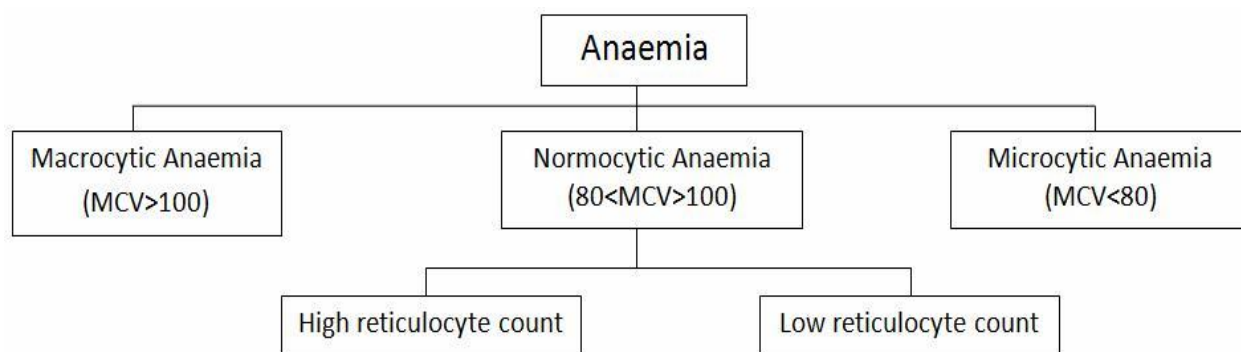 Anaemia
Macrocytic Anaemia
(MCV>100)
Normocytic Anaemia
(80<MCV>100)
Microcytic Anaemia
(MCV<80)
High reticulocyte count
Low reticulocyte count